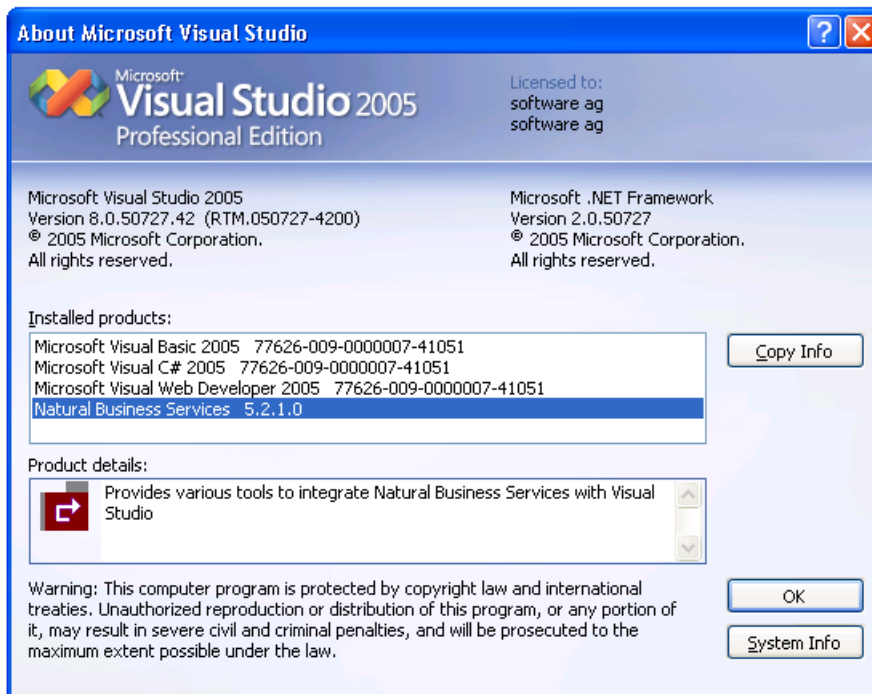 About Microsoft Visual Studio
Microsoft
Visual Studio 2005
Professional Edition
Licensed to:
software ag
software ag
Microsoft Visual Studio 2005
Version 8.0.50727.42 (RTM.050727-4200)
© 2005 Microsoft Corporation.
All rights reserved.
Microsoft .NET Framework
Version 2.0.50727
© 2005 Microsoft Corporation.
All rights reserved.
Installed products:
Microsoft Visual Basic 2005 77626-009-0000007-41051
Microsoft Visual C# 2005 77626-009-0000007-41051
Microsoft Visual Web Developer 2005 77626-009-0000007-41051
Natural Business Services 5.2.1.0
Copy Info
Product details:
Provides various tools to integrate Natural Business Services with Visual
Studio
Warning: This computer program is protected by copyright law and international
treaties. Unauthorized reproduction or distribution of this program, or any portion of
it, may result in severe civil and criminal penalties, and will be prosecuted to the
maximum extent possible under the law.
OK
System Info